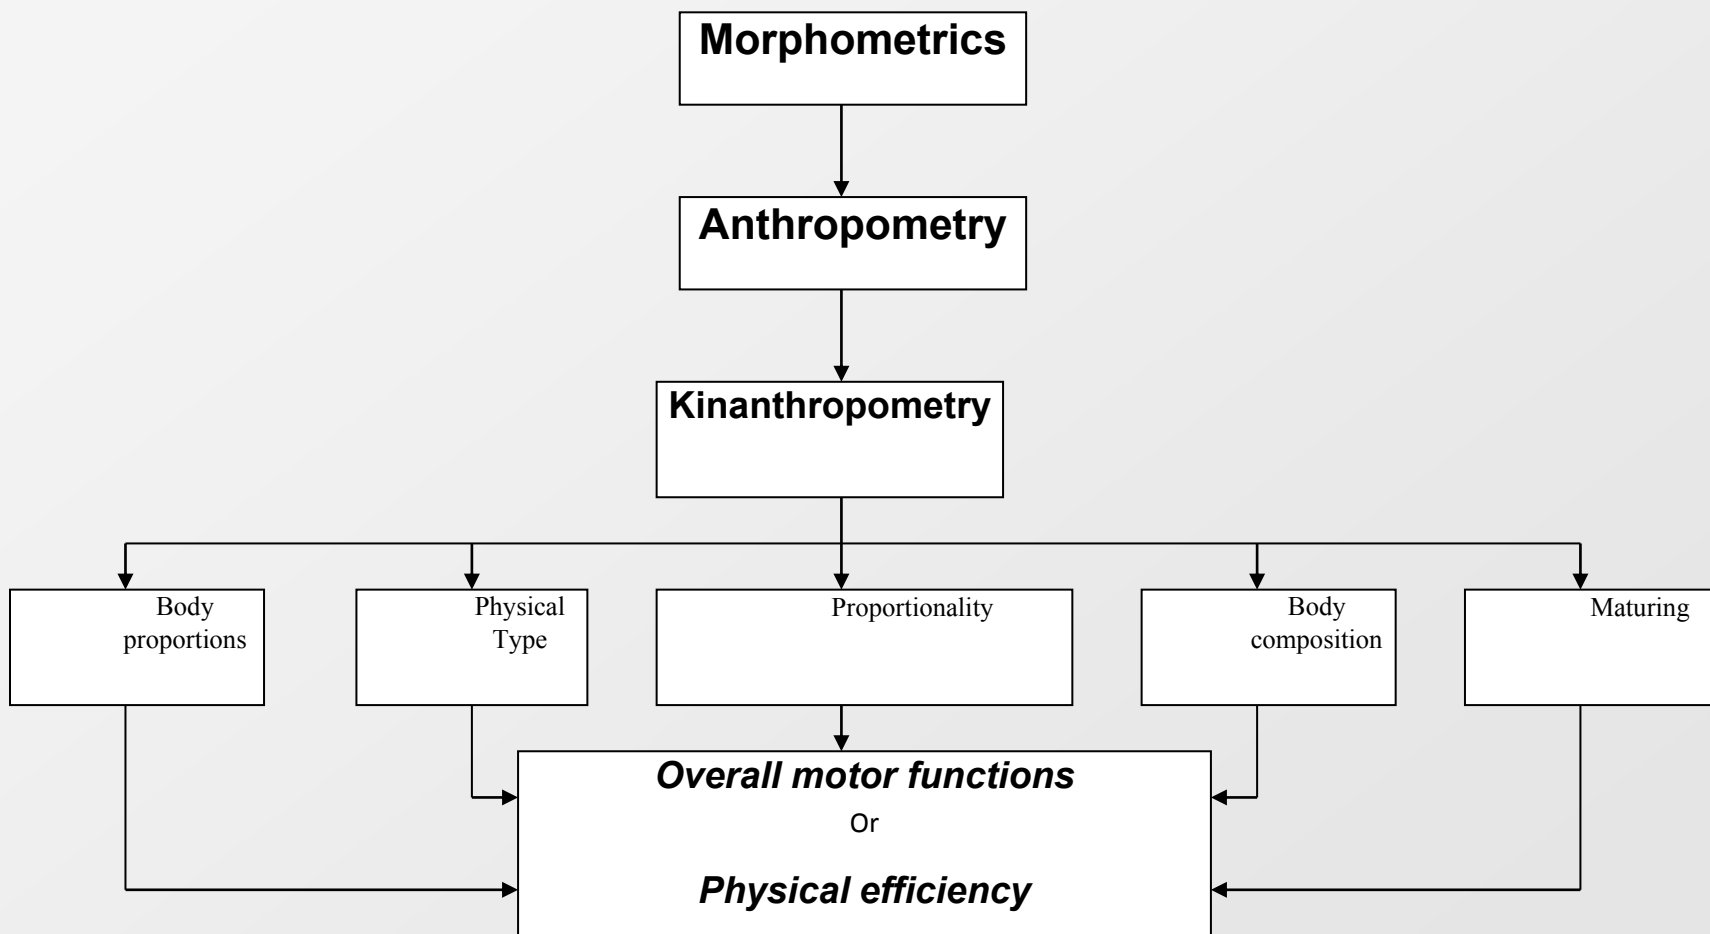 Morphometrics
Anthropometry
Kinanthropometry
Body
proportions
Physical
Type
Proportionality
Body
composition
Maturing
Overall motor functions
Or
Physical efficiency